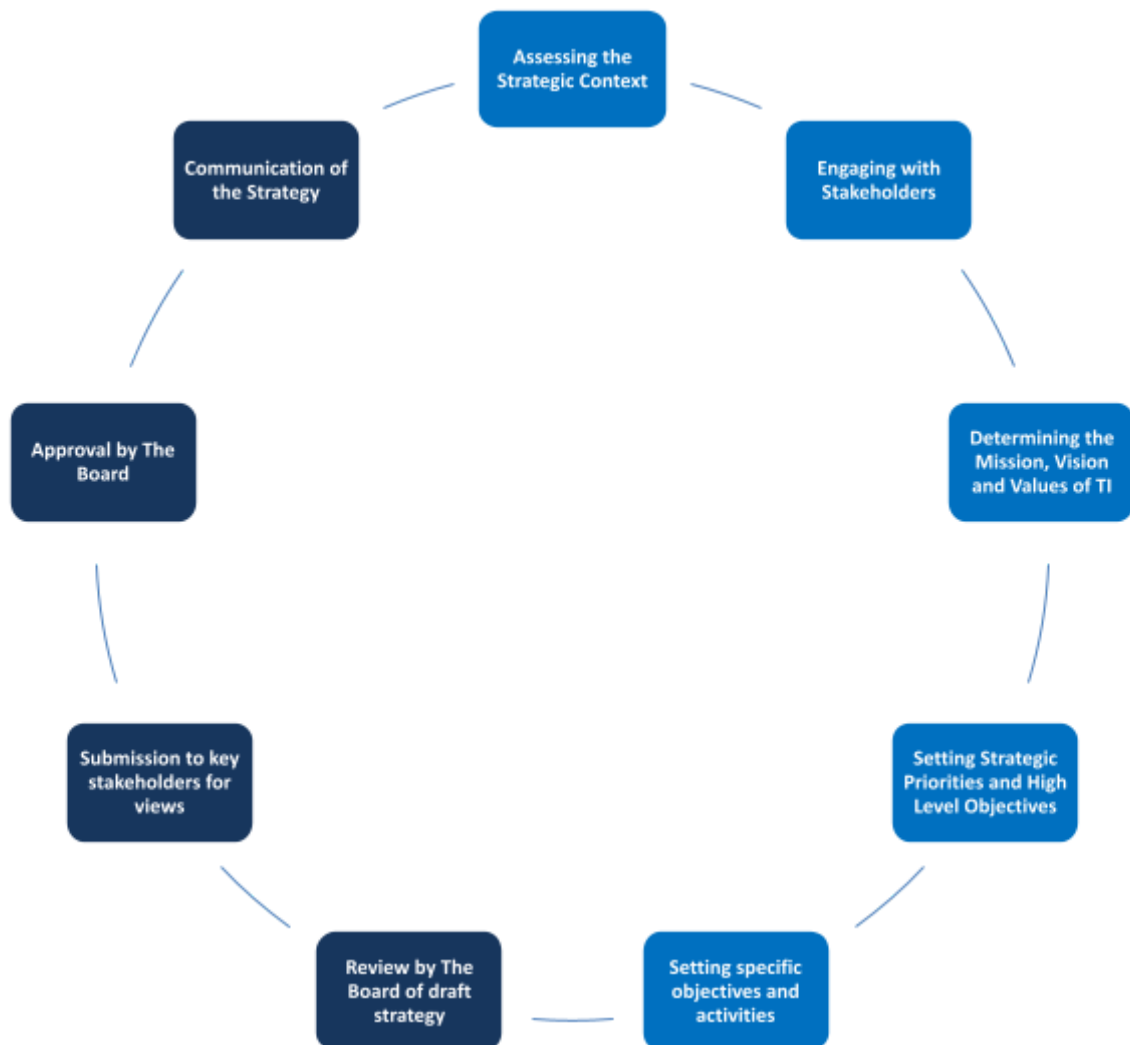 Assessing the
Strategic Context
Engaging with
Stakeholders
Determining the
Mission, Vision
and Values of TI
Setting Strategic
Priorities and High
Level Objectives
Setting specific
objectives and
activities
Review by The
Board of draft
strategy
Submission to key
stakeholders for
views
Approval by The
Board
Communication of
the Strategy